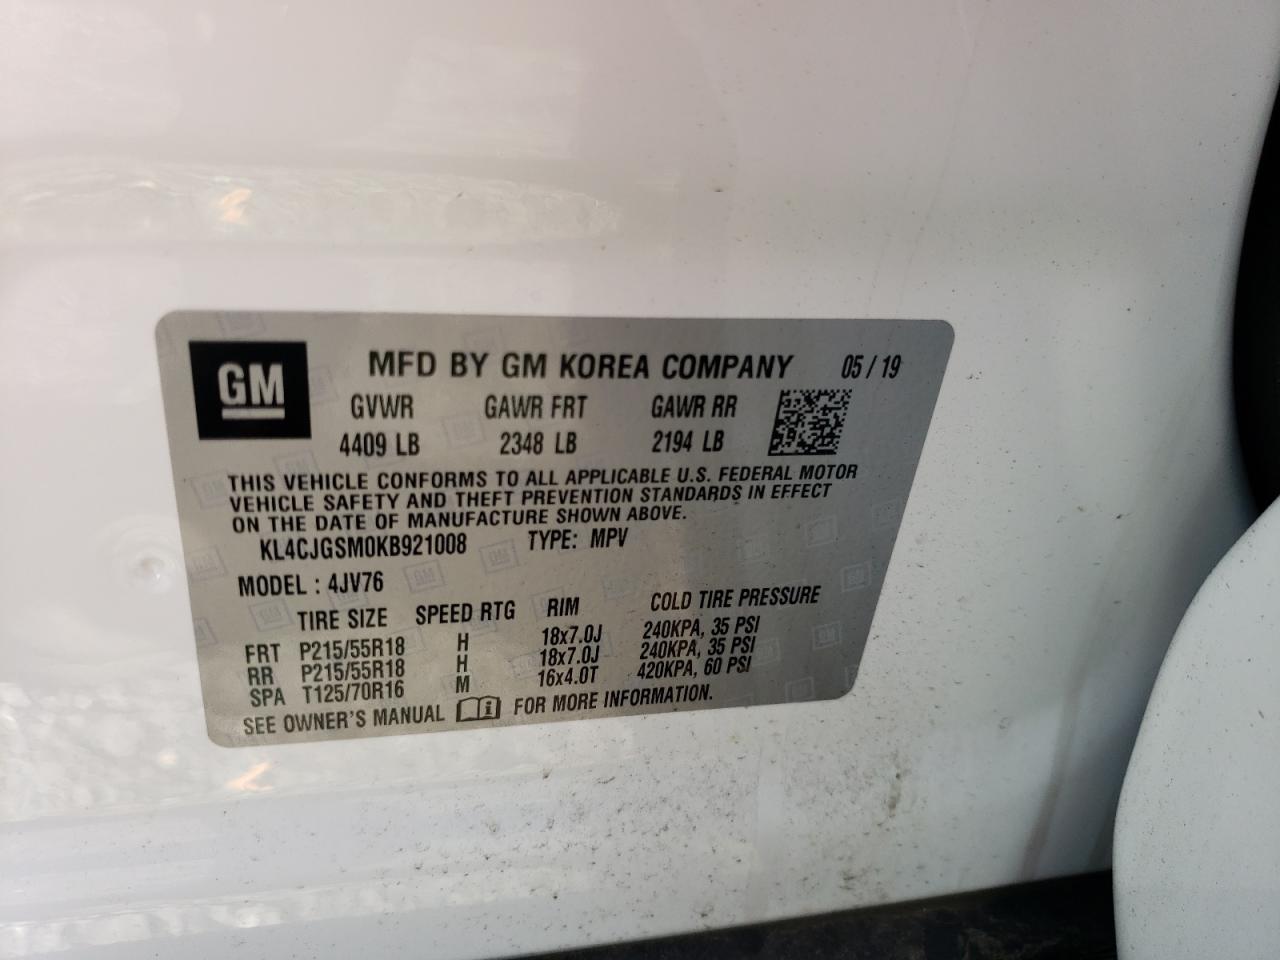 GM MFD BY GM KOREA COMPANY 05 / 19
GVWR GAWR FRT GAWR RR
4409 LB 2348 LB 2194 LB
THIS VEHICLE CONFORMS TO ALL APPLICABLE U.S. FEDERAL MOTOR
VEHICLE SAFETY AND THEFT PREVENTION STANDARDS IN EFFECT
ON THE DATE OF MANUFACTURE SHOWN ABOVE.
KL4CJGSM0KB921008 TYPE: MPV
MODEL : 4JV76
TIRE SIZE SPEED RTG RIM COLD TIRE PRESSURE
FRT P215/55R18 H 18x7.0J 240KPA, 35 PSI
RR P215/55R18 H 18x7.0J 240KPA, 35 PSI
SPA T125/70R16 M 16x4.0T 420KPA, 60 PSI
SEE OWNER'S MANUAL i FOR MORE INFORMATION.